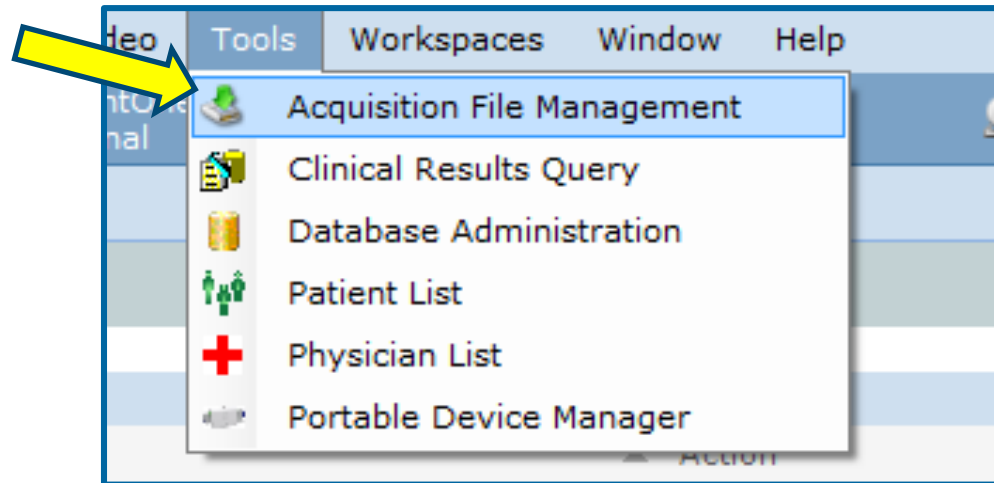 Tools Workspaces Window Help
Acquisition File Management
Clinical Results Query
Database Administration
Patient List
Physician List
Portable Device Manager
Action